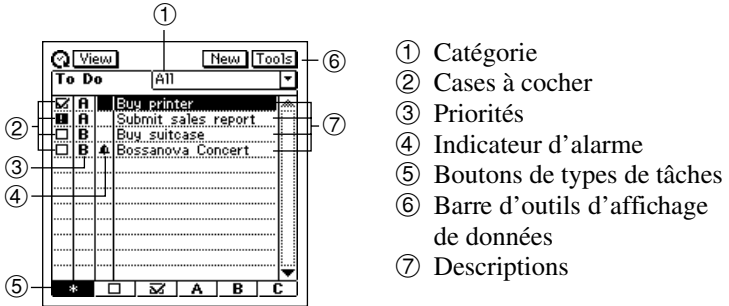 ①
View New Tools
⑥
To Do All
A Buy printer
A Submit sales report
②
⑦
B Buy suitcase
B Bossanova Concert
③
④
⑤
* A B C
① Catégorie
② Cases à cocher
③ Priorités
④ Indicateur d'alarme
⑤ Boutons de types de tâches
⑥ Barre d'outils d'affichage
de données
⑦ Descriptions